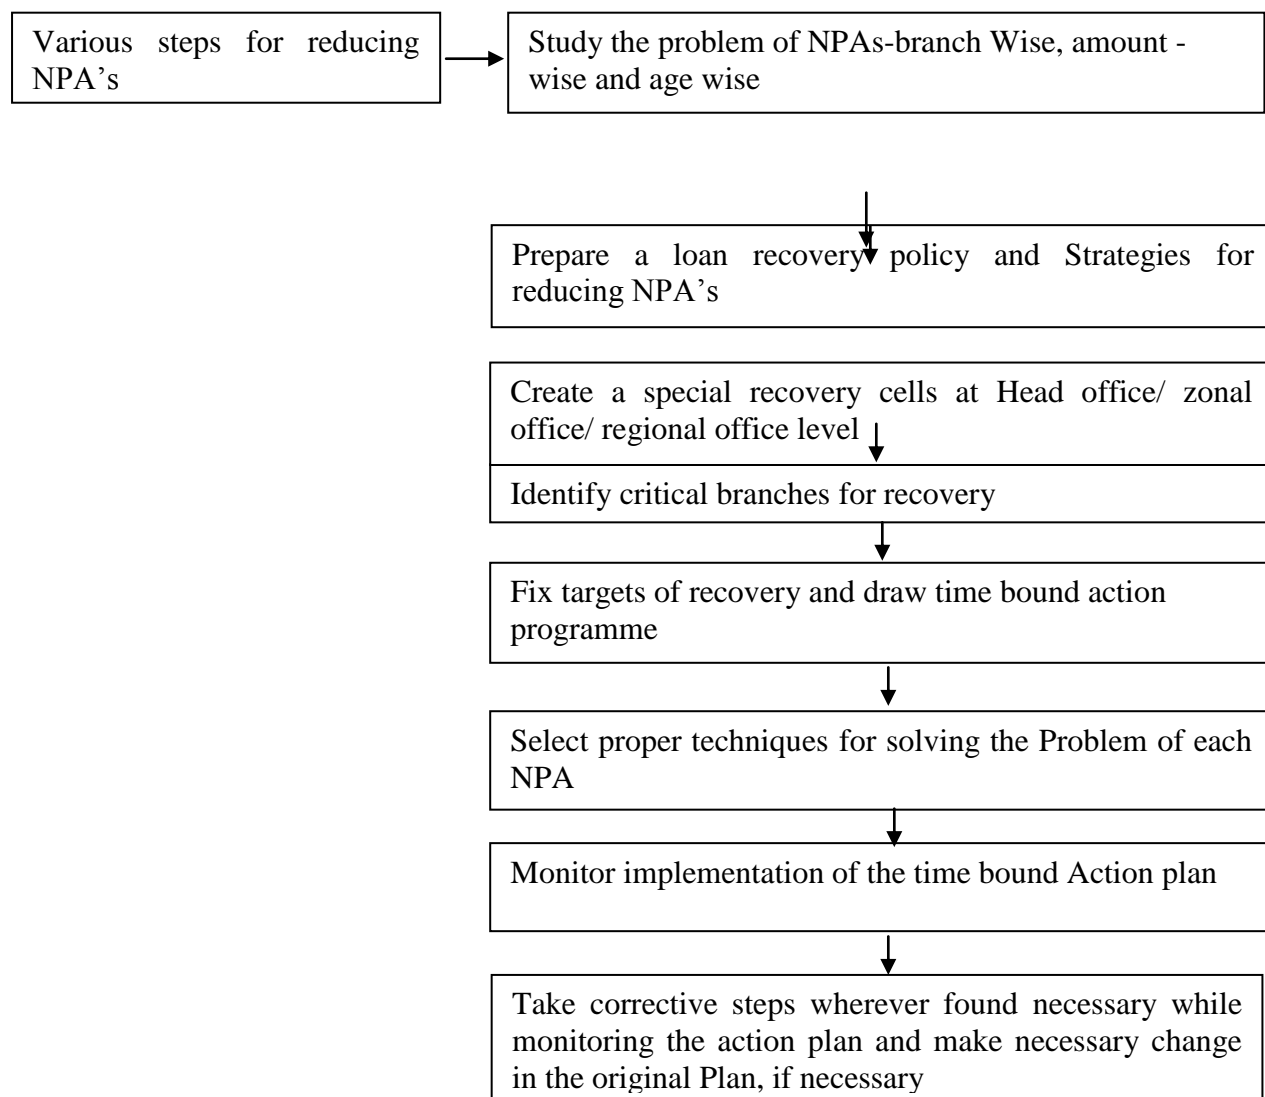 Various steps for reducing
NPA’s
Study the problem of NPAs-branch Wise, amount -
wise and age wise
Prepare a loan recovery policy and Strategies for
reducing NPA’s
Create a special recovery cells at Head office/ zonal
office/ regional office level
Identify critical branches for recovery
Fix targets of recovery and draw time bound action
programme
Select proper techniques for solving the Problem of each
NPA
Monitor implementation of the time bound Action plan
Take corrective steps wherever found necessary while
monitoring the action plan and make necessary change
in the original Plan, if necessary